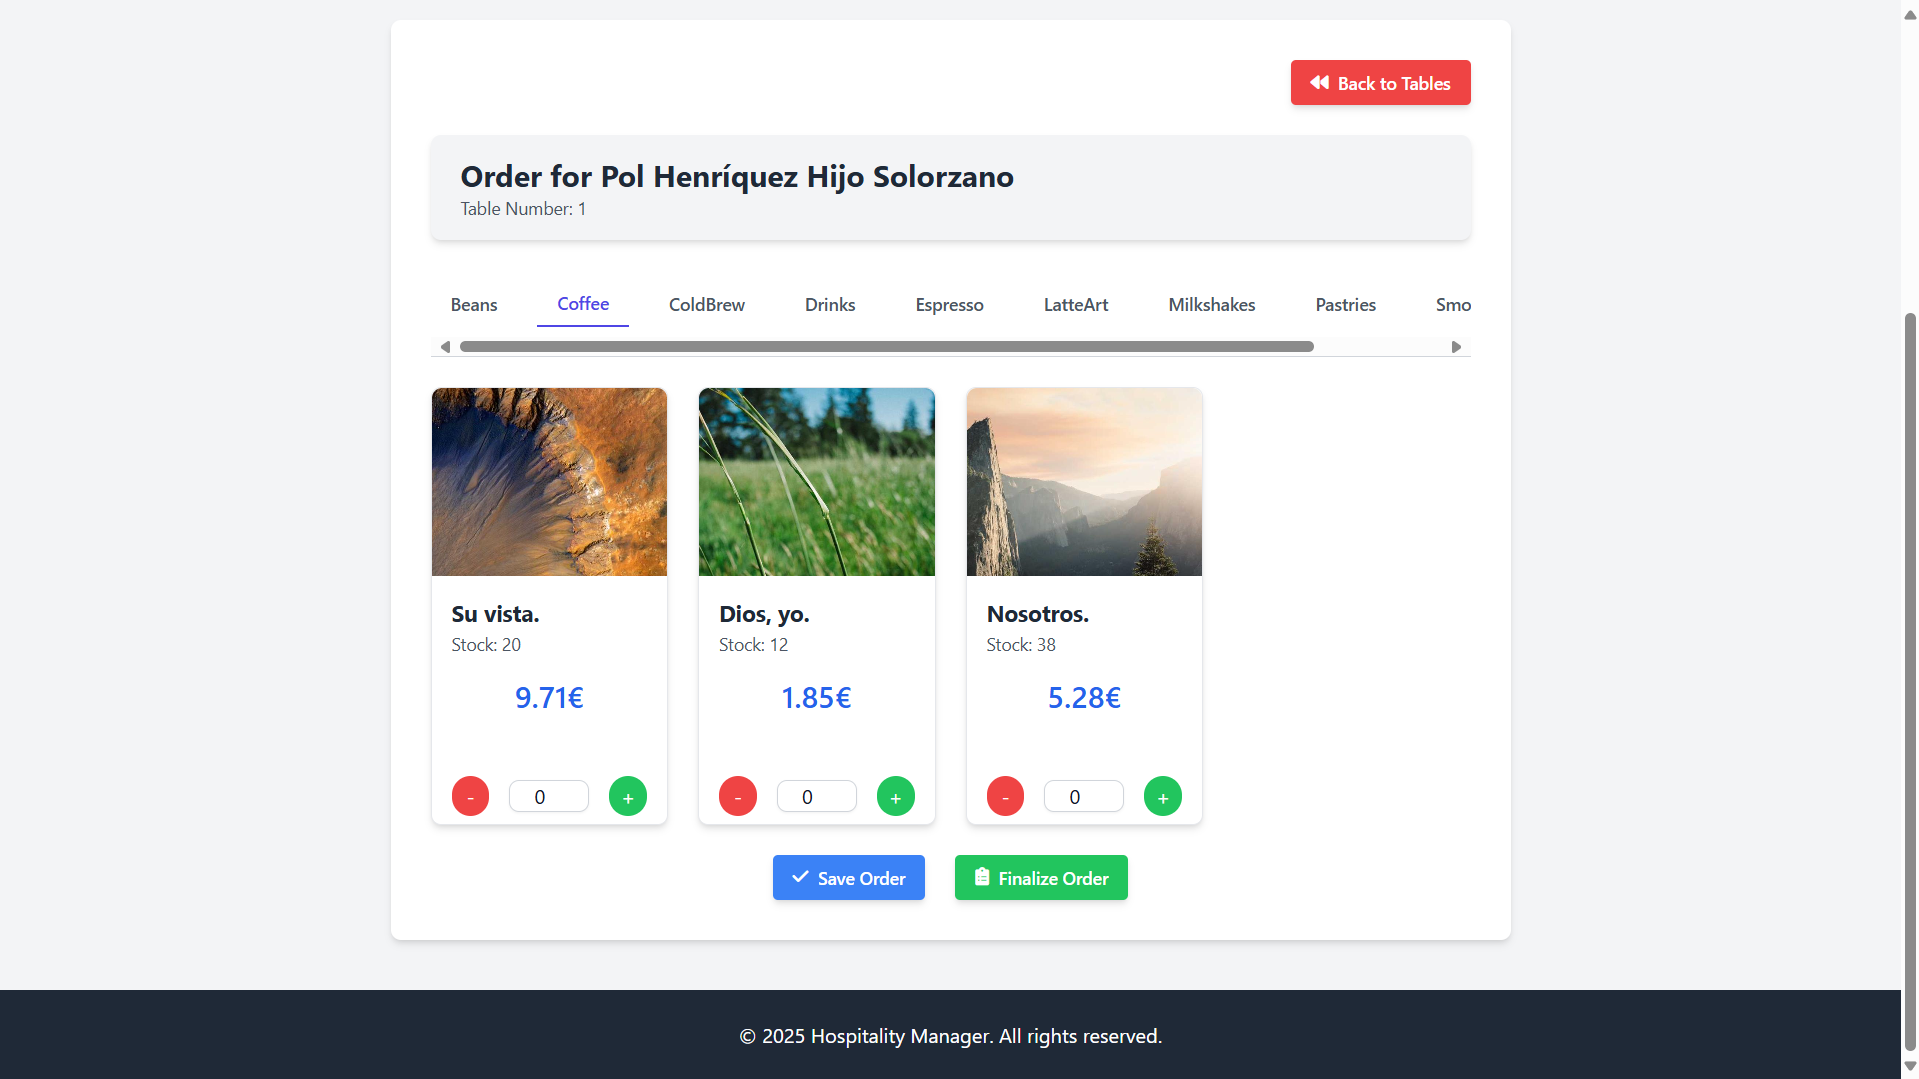 Back to Tables
Order for Pol Henríquez Hijo Solorzano
Table Number: 1
Beans Coffee ColdBrew Drinks Espresso LatteArt Milkshakes Pastries Smo
Su vista.
Stock: 20
9.71€
- 0 +
Dios, yo.
Stock: 12
1.85€
- 0 +
Nosotros.
Stock: 38
5.28€
- 0 +
Save Order
Finalize Order
© 2025 Hospitality Manager. All rights reserved.